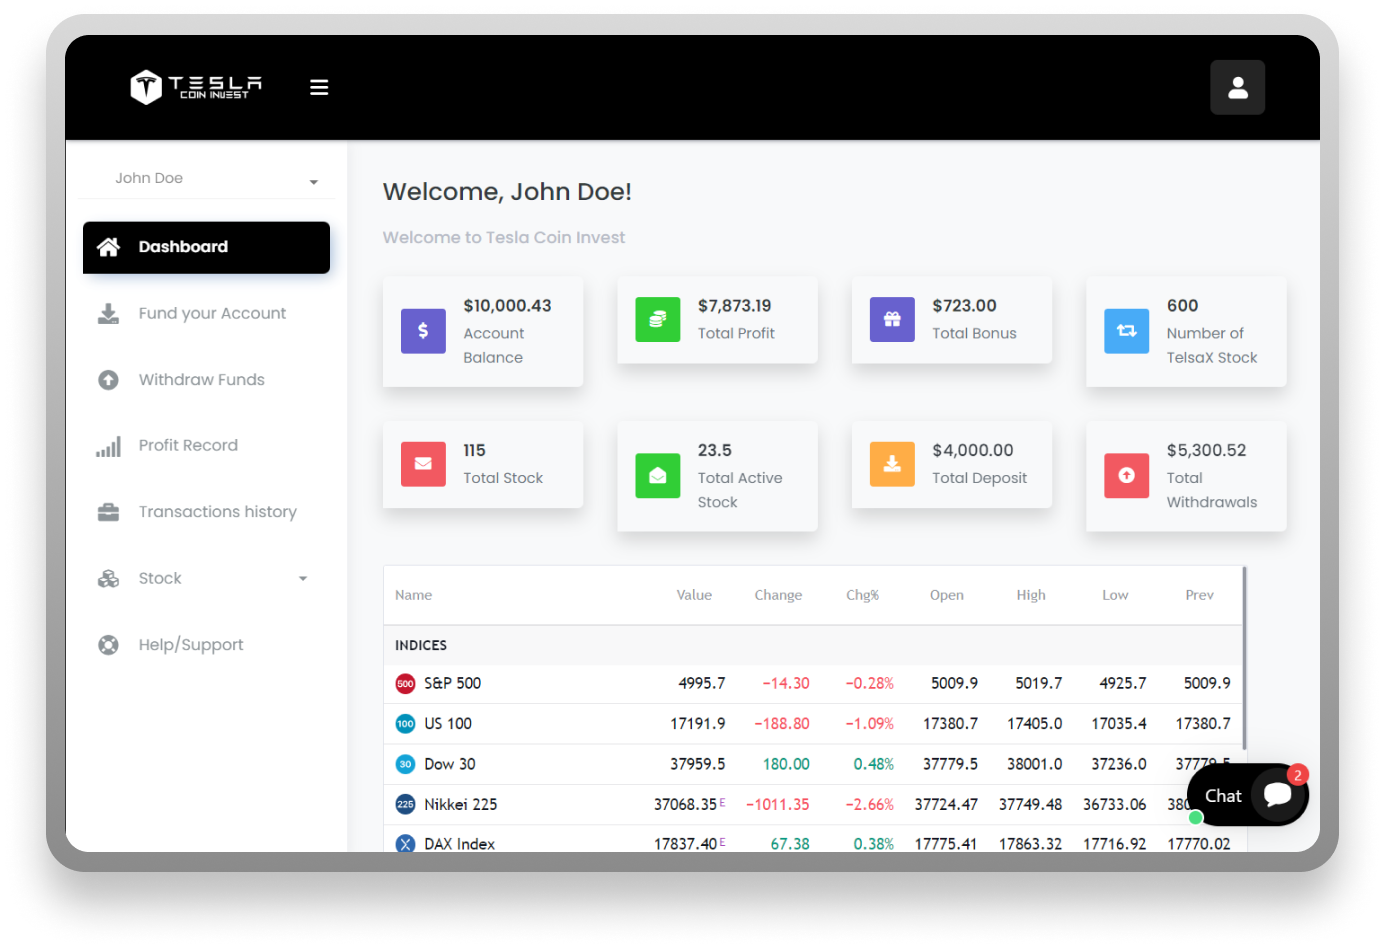 TESLA
COIN INVEST
John Doe
Dashboard
Fund your Account
Withdraw Funds
Profit Record
Transactions history
Stock
Help/Support
Welcome, John Doe!
Welcome to Tesla Coin Invest
$
$10,000.43
Account
Balance
$7,873.19
Total Profit
$723.00
Total Bonus
600
Number of
TelsaX Stock
115
Total Stock
23.5
Total Active
Stock
$4,000.00
Total Deposit
$5,300.52
Total
Withdrawals
Name Value Change Chg% Open High Low Prev
INDICES
500 S&P 500 4995.7 −14.30 −0.28% 5009.9 5019.7 4925.7 5009.9
100 US 100 17191.9 −188.80 −1.09% 17380.7 17405.0 17035.4 17380.7
30 Dow 30 37959.5 180.00 0.48% 37779.5 38001.0 37236.0 37779.5
225 Nikkei 225 37068.35 E −1011.35 −2.66% 37724.47 37749.48 36733.06
X DAX Index 17837.40 E 67.38 0.38% 17775.41 17863.32 17716.92 17770.02
Chat
2